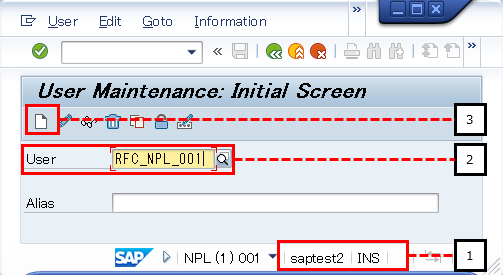 User Edit Goto Information
»
«
»
User Maintenance: Initial Screen
3
User RFC_NPL_001
2
Alias
SAP NPL (1) 001 saptest2 INS
1